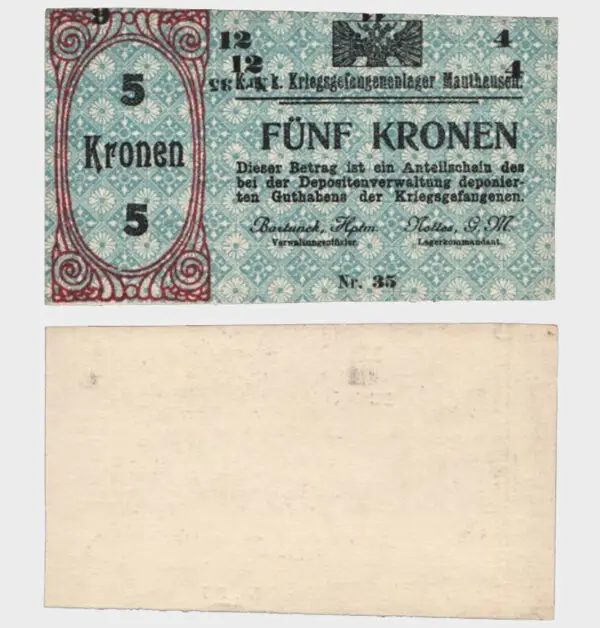 9
12 4
12 4
K. u. k. Kriegsgefangenenlager Mauthausen.
5
Kronen
5
FÜNF KRONEN
Dieser Betrag ist ein Anteilschein des
bei der Depositenverwaltung deponier-
ten Guthabens der Kriegsgefangenen.
Bartunek, Hptm. Nottes, G. M.
Verwaltungsoffizier. Lagerkommandant.
Nr. 35